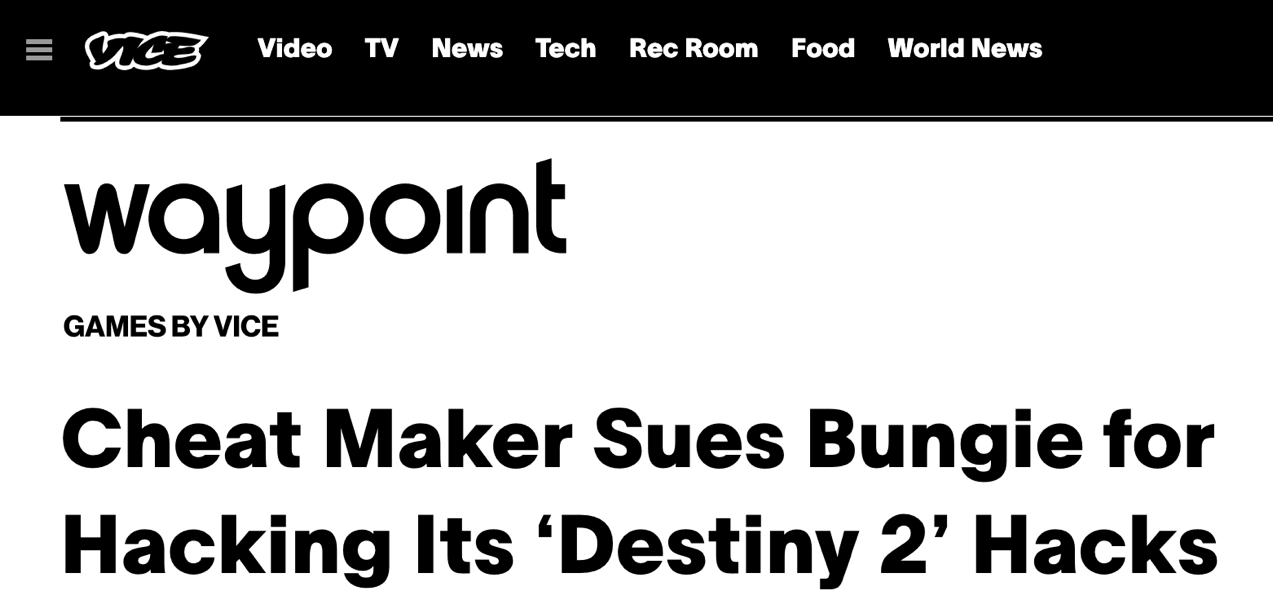 VICE Video TV News Tech Rec Room Food World News
waypoint
GAMES BY VICE
Cheat Maker Sues Bungie for
Hacking Its ‘Destiny 2’ Hacks